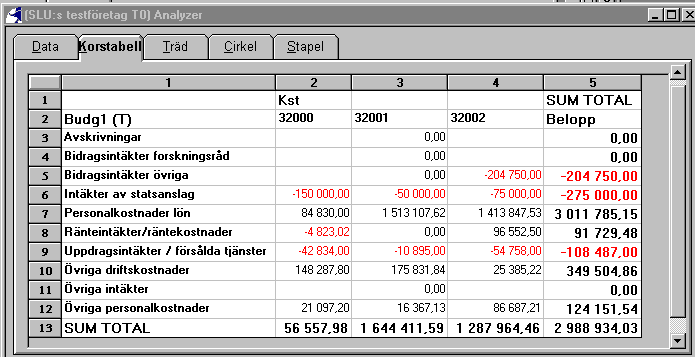 (SLU:s testföretag T0) Analyzer
Data Korstabell Träd Cirkel Stapel
1 2 3 4 5
1 Kst SUM TOTAL
2 Budg1 (T) 32000 32001 32002 Belopp
3 Avskrivningar 0,00 0,00
4 Bidragsintäkter forskningsråd 0,00 0,00
5 Bidragsintäkter övriga 0,00 -204 750,00 -204 750,00
6 Intäkter av statsanslag -150 000,00 -50 000,00 -75 000,00 -275 000,00
7 Personalkostnader lön 84 830,00 1 513 107,62 1 413 847,53 3 011 785,15
8 Ränteintäkter/räntekostnader -4 823,02 0,00 96 552,50 91 729,48
9 Uppdragsintäkter / försålda tjänster -42 834,00 -10 895,00 -54 758,00 -108 487,00
10 Övriga driftskostnader 148 287,80 175 831,84 25 385,22 349 504,86
11 Övriga intäkter 0,00 0,00
12 Övriga personalkostnader 21 097,20 16 367,13 86 687,21 124 151,54
13 SUM TOTAL 56 557,98 1 644 411,59 1 287 964,46 2 988 934,03